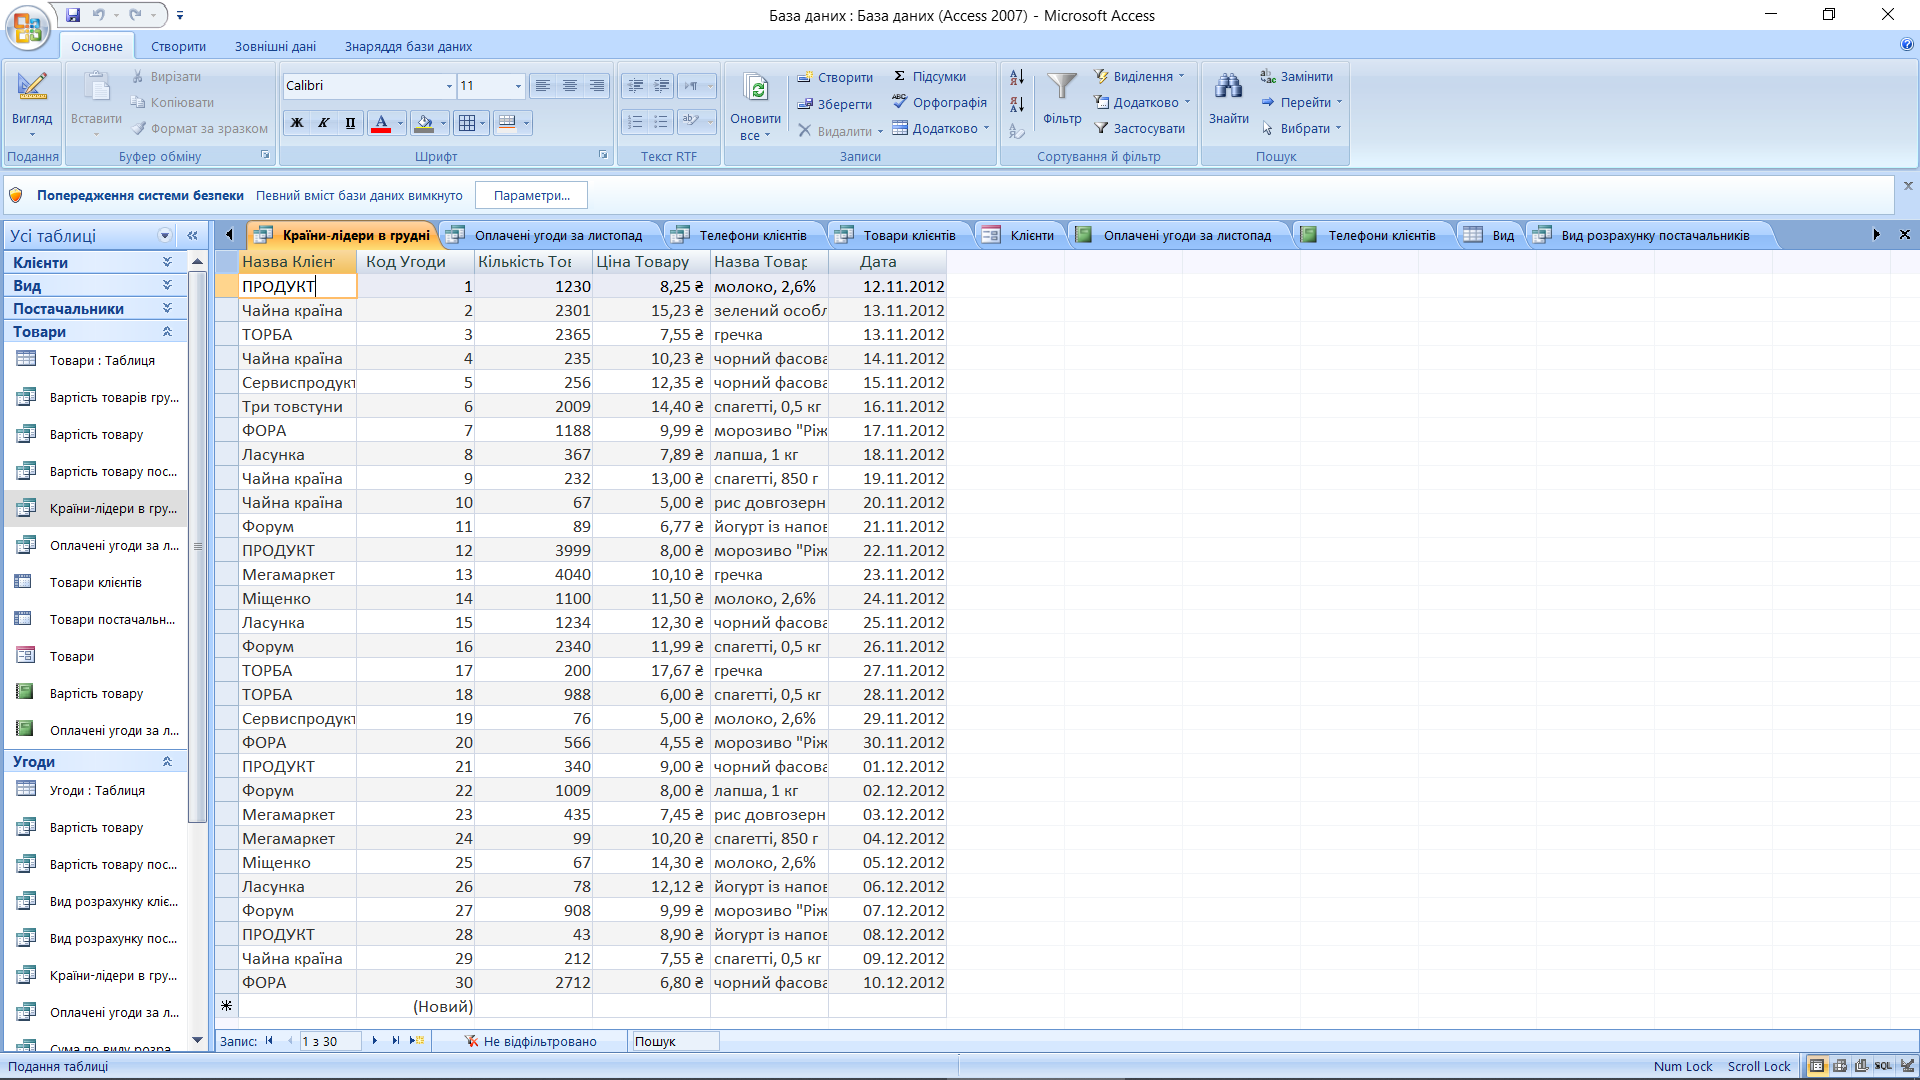 База даних : База даних (Access 2007) - Microsoft Access
Основне Створити Зовнішні дані Знаряддя бази даних
Вигляд
Подання
Вставити
Вирізати
Копіювати
Формат за зразком
Буфер обміну
Calibri 11
Ж К П А
Шрифт
Текст RTF
Оновити все
Створити
Зберегти
Видалити
Підсумки
Орфографія
Додатково
Записи
Фільтр
Виділення
Додатково
Застосувати
Сортування й фільтр
Знайти
Замінити
Перейти
Вибрати
Пошук
Попередження системи безпеки Певний вміст бази даних вимкнуто Параметри...
Усі таблиці
Клієнти
Вид
Постачальники
Товари
Товари : Таблиця
Вартість товарів гру...
Вартість товару
Вартість товару пос...
Країни-лідери в гру...
Оплачені угоди за л...
Товари клієнтів
Товари постачальн...
Товари
Вартість товару
Оплачені угоди за л...
Угоди
Угоди : Таблиця
Вартість товару
Вартість товару пос...
Вид розрахунку кліє...
Вид розрахунку пос...
Країни-лідери в гру...
Оплачені угоди за л...
Сума по виду розра...
Країни-лідери в грудні Оплачені угоди за листопад Телефони клієнтів Товари клієнтів Клієнти Оплачені угоди за листопад Телефони клієнтів Вид Вид розрахунку постачальників
Назва Клієн Код Угоди Кількість Тов Ціна Товару Назва Товар Дата
ПРОДУКТ 1 1230 8,25 ₴ молоко, 2,6% 12.11.2012
Чайна країна 2 2301 15,23 ₴ зелений особл 13.11.2012
ТОРБА 3 2365 7,55 ₴ гречка 13.11.2012
Чайна країна 4 235 10,23 ₴ чорний фасова 14.11.2012
Сервиспродукт 5 256 12,35 ₴ чорний фасова 15.11.2012
Три товстуни 6 2009 14,40 ₴ спагетті, 0,5 кг 16.11.2012
ФОРА 7 1188 9,99 ₴ морозиво "Ріж 17.11.2012
Ласунка 8 367 7,89 ₴ лапша, 1 кг 18.11.2012
Чайна країна 9 232 13,00 ₴ спагетті, 850 г 19.11.2012
Чайна країна 10 67 5,00 ₴ рис довгозерн 20.11.2012
Форум 11 89 6,77 ₴ йогурт із напов 21.11.2012
ПРОДУКТ 12 3999 8,00 ₴ морозиво "Ріж 22.11.2012
Мегамаркет 13 4040 10,10 ₴ гречка 23.11.2012
Міщенко 14 1100 11,50 ₴ молоко, 2,6% 24.11.2012
Ласунка 15 1234 12,30 ₴ чорний фасова 25.11.2012
Форум 16 2340 11,99 ₴ спагетті, 0,5 кг 26.11.2012
ТОРБА 17 200 17,67 ₴ гречка 27.11.2012
ТОРБА 18 988 6,00 ₴ спагетті, 0,5 кг 28.11.2012
Сервиспродукт 19 76 5,00 ₴ молоко, 2,6% 29.11.2012
ФОРА 20 566 4,55 ₴ морозиво "Ріж 30.11.2012
ПРОДУКТ 21 340 9,00 ₴ чорний фасова 01.12.2012
Форум 22 1009 8,00 ₴ лапша, 1 кг 02.12.2012
Мегамаркет 23 435 7,45 ₴ рис довгозерн 03.12.2012
Мегамаркет 24 99 10,20 ₴ спагетті, 850 г 04.12.2012
Міщенко 25 67 14,30 ₴ молоко, 2,6% 05.12.2012
Ласунка 26 78 12,12 ₴ йогурт із напов 06.12.2012
Форум 27 908 9,99 ₴ морозиво "Ріж 07.12.2012
ПРОДУКТ 28 43 8,90 ₴ йогурт із напов 08.12.2012
Чайна країна 29 212 7,55 ₴ спагетті, 0,5 кг 09.12.2012
ФОРА 30 2712 6,80 ₴ чорний фасова 10.12.2012
(Новий)
Запис: 1 з 30 Не відфільтровано Пошук
Подання таблиці Num Lock Scroll Lock SQL